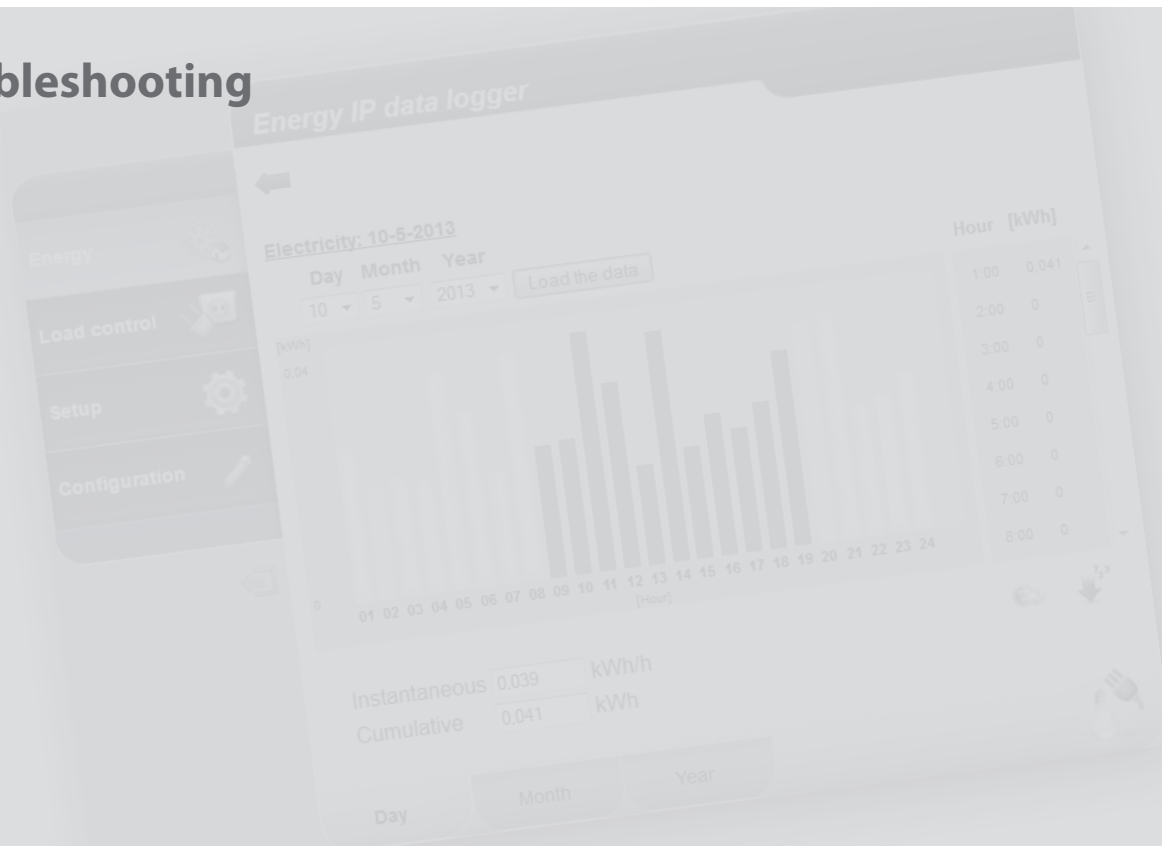 bleshooting
Energy IP data logger
Electricity: 10-5-2013
Day Month Year
10 5 2013 Load the data
Hour [kWh]
1:00 0,041
2:00 0
3:00 0
4:00 0
5:00 0
6:00 0
7:00 0
8:00 0
Energy
Load control
Setup
Configuration
[kWh]
0,04
0
01 02 03 04 05 06 07 08 09 10 11 12 13 14 15 16 17 18 19 20 21 22 23 24
[Hour]
Instantaneous 0,039 kWh/h
Cumulative 0,041 kWh
Day Month Year